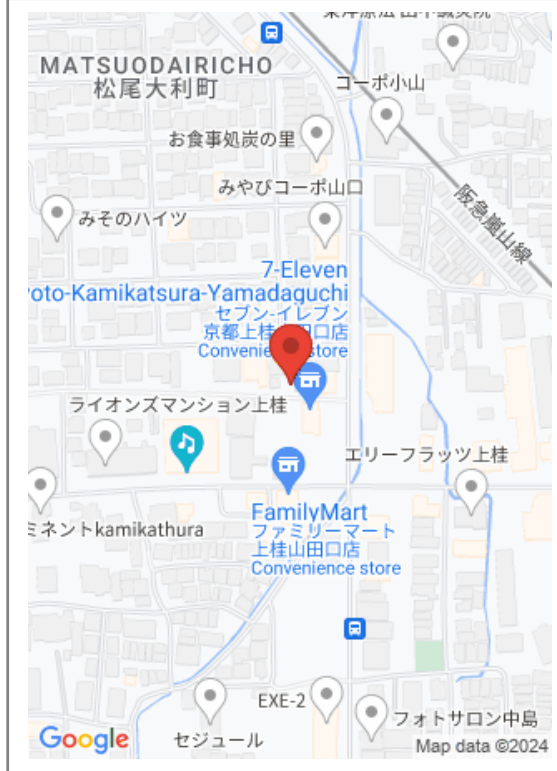 MATSUODAIRICHO
松尾大利町
コーポ小山
お食事処炭の里
みやびコーポ山口
みそのハイツ
阪急嵐山線
7-Eleven
yoto-Kamikatsura-Yamadaguchi
セブン-イレブン
京都上桂 田口店
Convenience store
ライオンズマンション上桂
エリーフラッツ上桂
ミネントkamikathura
FamilyMart
ファミリーマート
上桂山田口店
Convenience store
EXE-2
セジュール
フォトサロン中島
Google
Map data ©2024